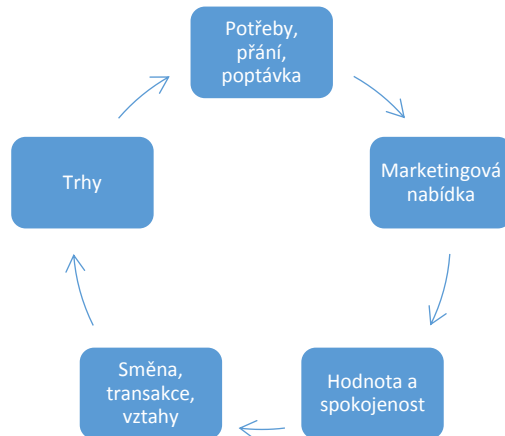 Potřeby,
přání,
poptávka
Marketingová
nabídka
Hodnota a
spokojenost
Směna,
transakce,
vztahy
Trhy